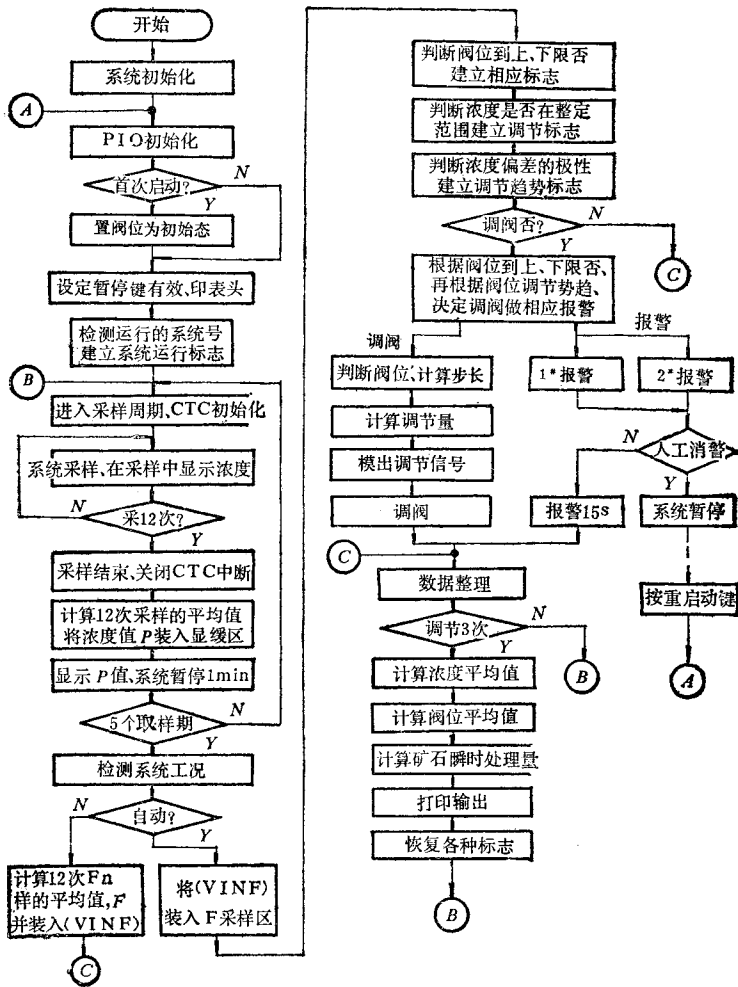 开始
系统初始化
A
PIO初始化
首次启动?
N
Y
置阀位为初始态
设定暂停键有效、印表头
检测运行的系统号
建立系统运行标志
B
进入采样周期、CTC初始化
系统采样、在采样中显示浓度
N
采12次?
Y
采样结束、关闭CTC中断
计算12次采样的平均值
将浓度值P装入显缓区
显示P值、系统暂停1min
5个取样期
N
Y
检测系统工况
N
自动?
Y
计算12次Fn
样的平均值,F
并装入(VINF)
C
将(VINF)
装入F采样区
判断阀位到上、下限否
建立相应标志
判断浓度是否在整定
范围建立调节标志
判断浓度偏差的极性
建立调节趋势标志
调阀否?
N
Y
C
根据阀位到上、下限否、
再根据阀位调节势趋、
决定调阀做相应报警
调阀
报警
判断阀位、计算步长
1#报警
2#报警
计算调节量
N
人工消警
模出调节信号
Y
调阀
报警15s
系统暂停
C
数据整理
按重启动键
调节3次
N
Y
B
A
计算浓度平均值
计算阀位平均值
计算矿石瞬时处理量
打印输出
恢复各种标志
B